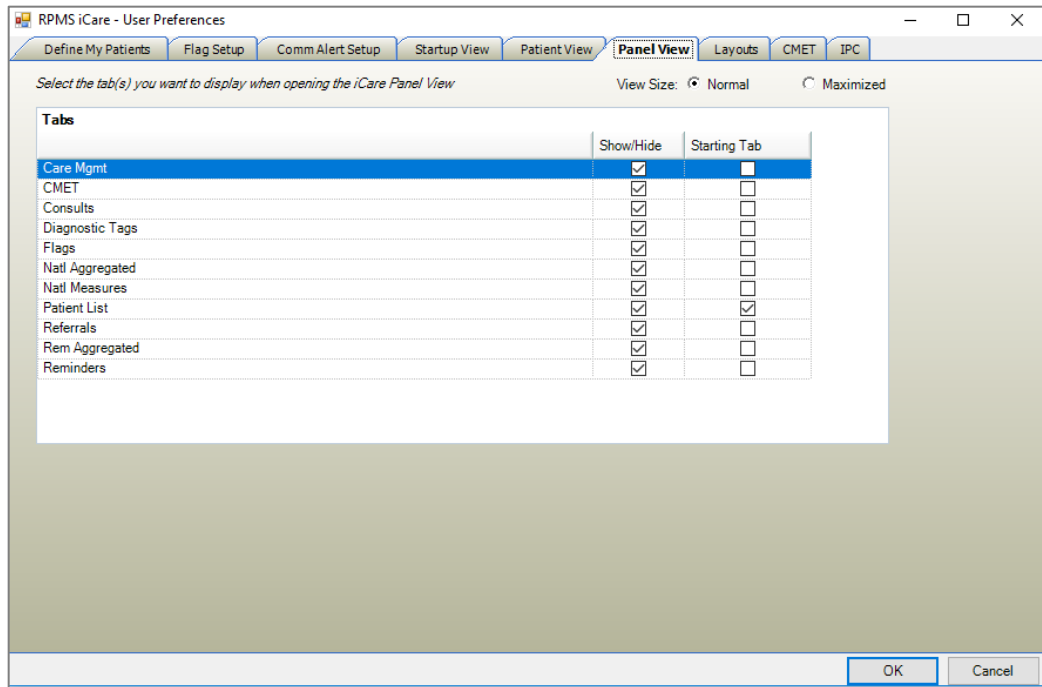 RPMS iCare - User Preferences
Define My Patients Flag Setup Comm Alert Setup Startup View Patient View Panel View Layouts CMET IPC
Select the tab(s) you want to display when opening the iCare Panel View View Size: Normal Maximized
Tabs
Show/Hide Starting Tab
Care Mgmt
CMET
Consults
Diagnostic Tags
Flags
Natl Aggregated
Natl Measures
Patient List
Referrals
Rem Aggregated
Reminders
OK Cancel